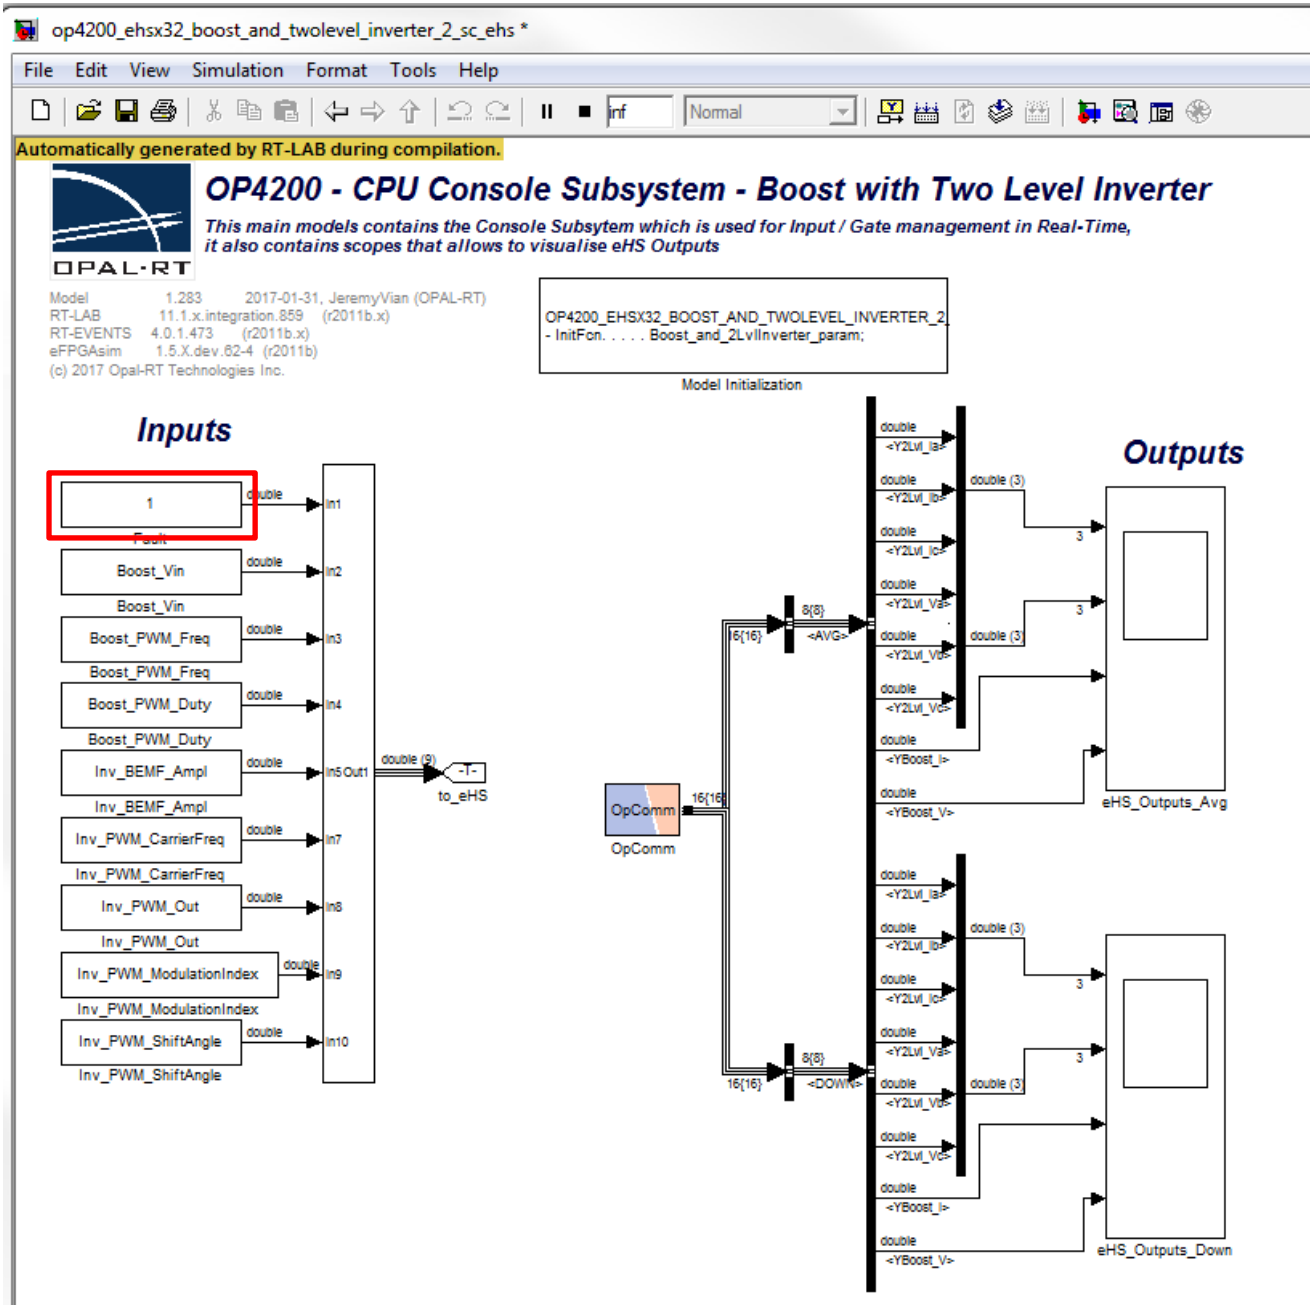 op4200_ehsx32_boost_and_twolevel_inverter_2_sc_ehs *
File Edit View Simulation Format Tools Help
inf
Normal
Automatically generated by RT-LAB during compilation.
OPAL-RT
OP4200 - CPU Console Subsystem - Boost with Two Level Inverter
This main models contains the Console Subsytem which is used for Input / Gate management in Real-Time,
it also contains scopes that allows to visualise eHS Outputs
Model 1.283 2017-01-31, JeremyVian (OPAL-RT)
RT-LAB 11.1.x.integration.859 (r2011b.x)
RT-EVENTS 4.0.1.473 (r2011b.x)
eFPGAsim 1.5.X.dev.62-4 (r2011b)
(c) 2017 Opal-RT Technologies Inc.
OP4200_EHSX32_BOOST_AND_TWOLEVEL_INVERTER_2_
- InitFcn. . . . . Boost_and_2LvlInverter_param;
Model Initialization
Inputs
1
double
In1
Fault
Boost_Vin
double
In2
Boost_Vin
Boost_PWM_Freq
double
In3
Boost_PWM_Freq
Boost_PWM_Duty
double
In4
Boost_PWM_Duty
Inv_BEMF_Ampl
double
In5 Out1
double (9)
-T-
to_eHS
Inv_BEMF_Ampl
Inv_PWM_CarrierFreq
double
In7
Inv_PWM_CarrierFreq
Inv_PWM_Out
double
In8
Inv_PWM_Out
Inv_PWM_ModulationIndex
double
In9
Inv_PWM_ModulationIndex
Inv_PWM_ShiftAngle
double
In10
Inv_PWM_ShiftAngle
OpComm
OpComm
16{16}
16{16}
8{8}
<AVG>
16{16}
8{8}
<DOWN>
Outputs
double
<Y2Lvl_Ia>
double
<Y2Lvl_Ib>
double (3)
3
double
<Y2Lvl_Ic>
double
<Y2Lvl_Va>
3
double
<Y2Lvl_Vb>
double (3)
double
<Y2Lvl_Vc>
double
<YBoost_I>
double
<YBoost_V>
eHS_Outputs_Avg
double
<Y2Lvl_Ia>
double
<Y2Lvl_Ib>
double (3)
3
double
<Y2Lvl_Ic>
double
<Y2Lvl_Va>
3
double
<Y2Lvl_Vb>
double (3)
double
<Y2Lvl_Vc>
double
<YBoost_I>
double
<YBoost_V>
eHS_Outputs_Down